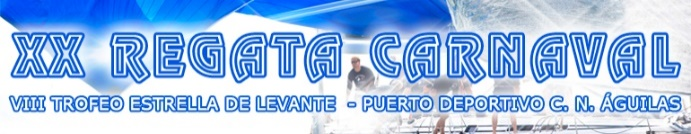 XX REGATA CARNAVAL
VIII TROFEO ESTRELLA DE LEVANTE - PUERTO DEPORTIVO C. N. ÁGUILAS